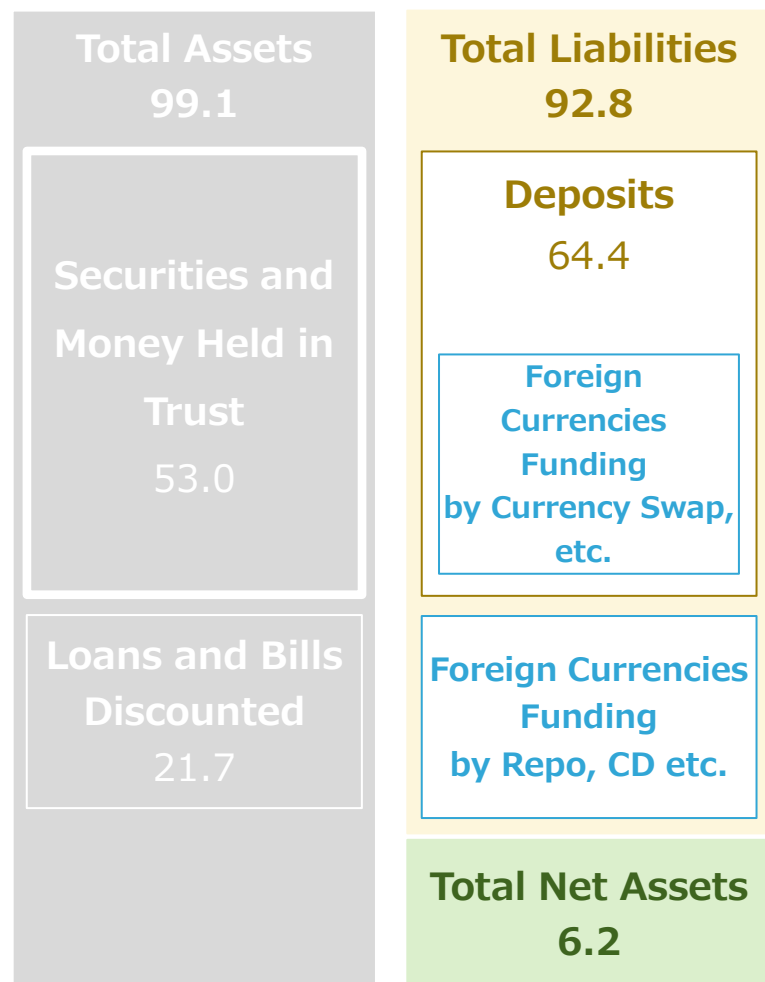 Total Assets
99.1
Securities and
Money Held in
Trust
53.0
Loans and Bills
Discounted
21.7
Total Liabilities
92.8
Deposits
64.4
Foreign
Currencies
Funding
by Currency Swap,
etc.
Foreign Currencies
Funding
by Repo, CD etc.
Total Net Assets
6.2